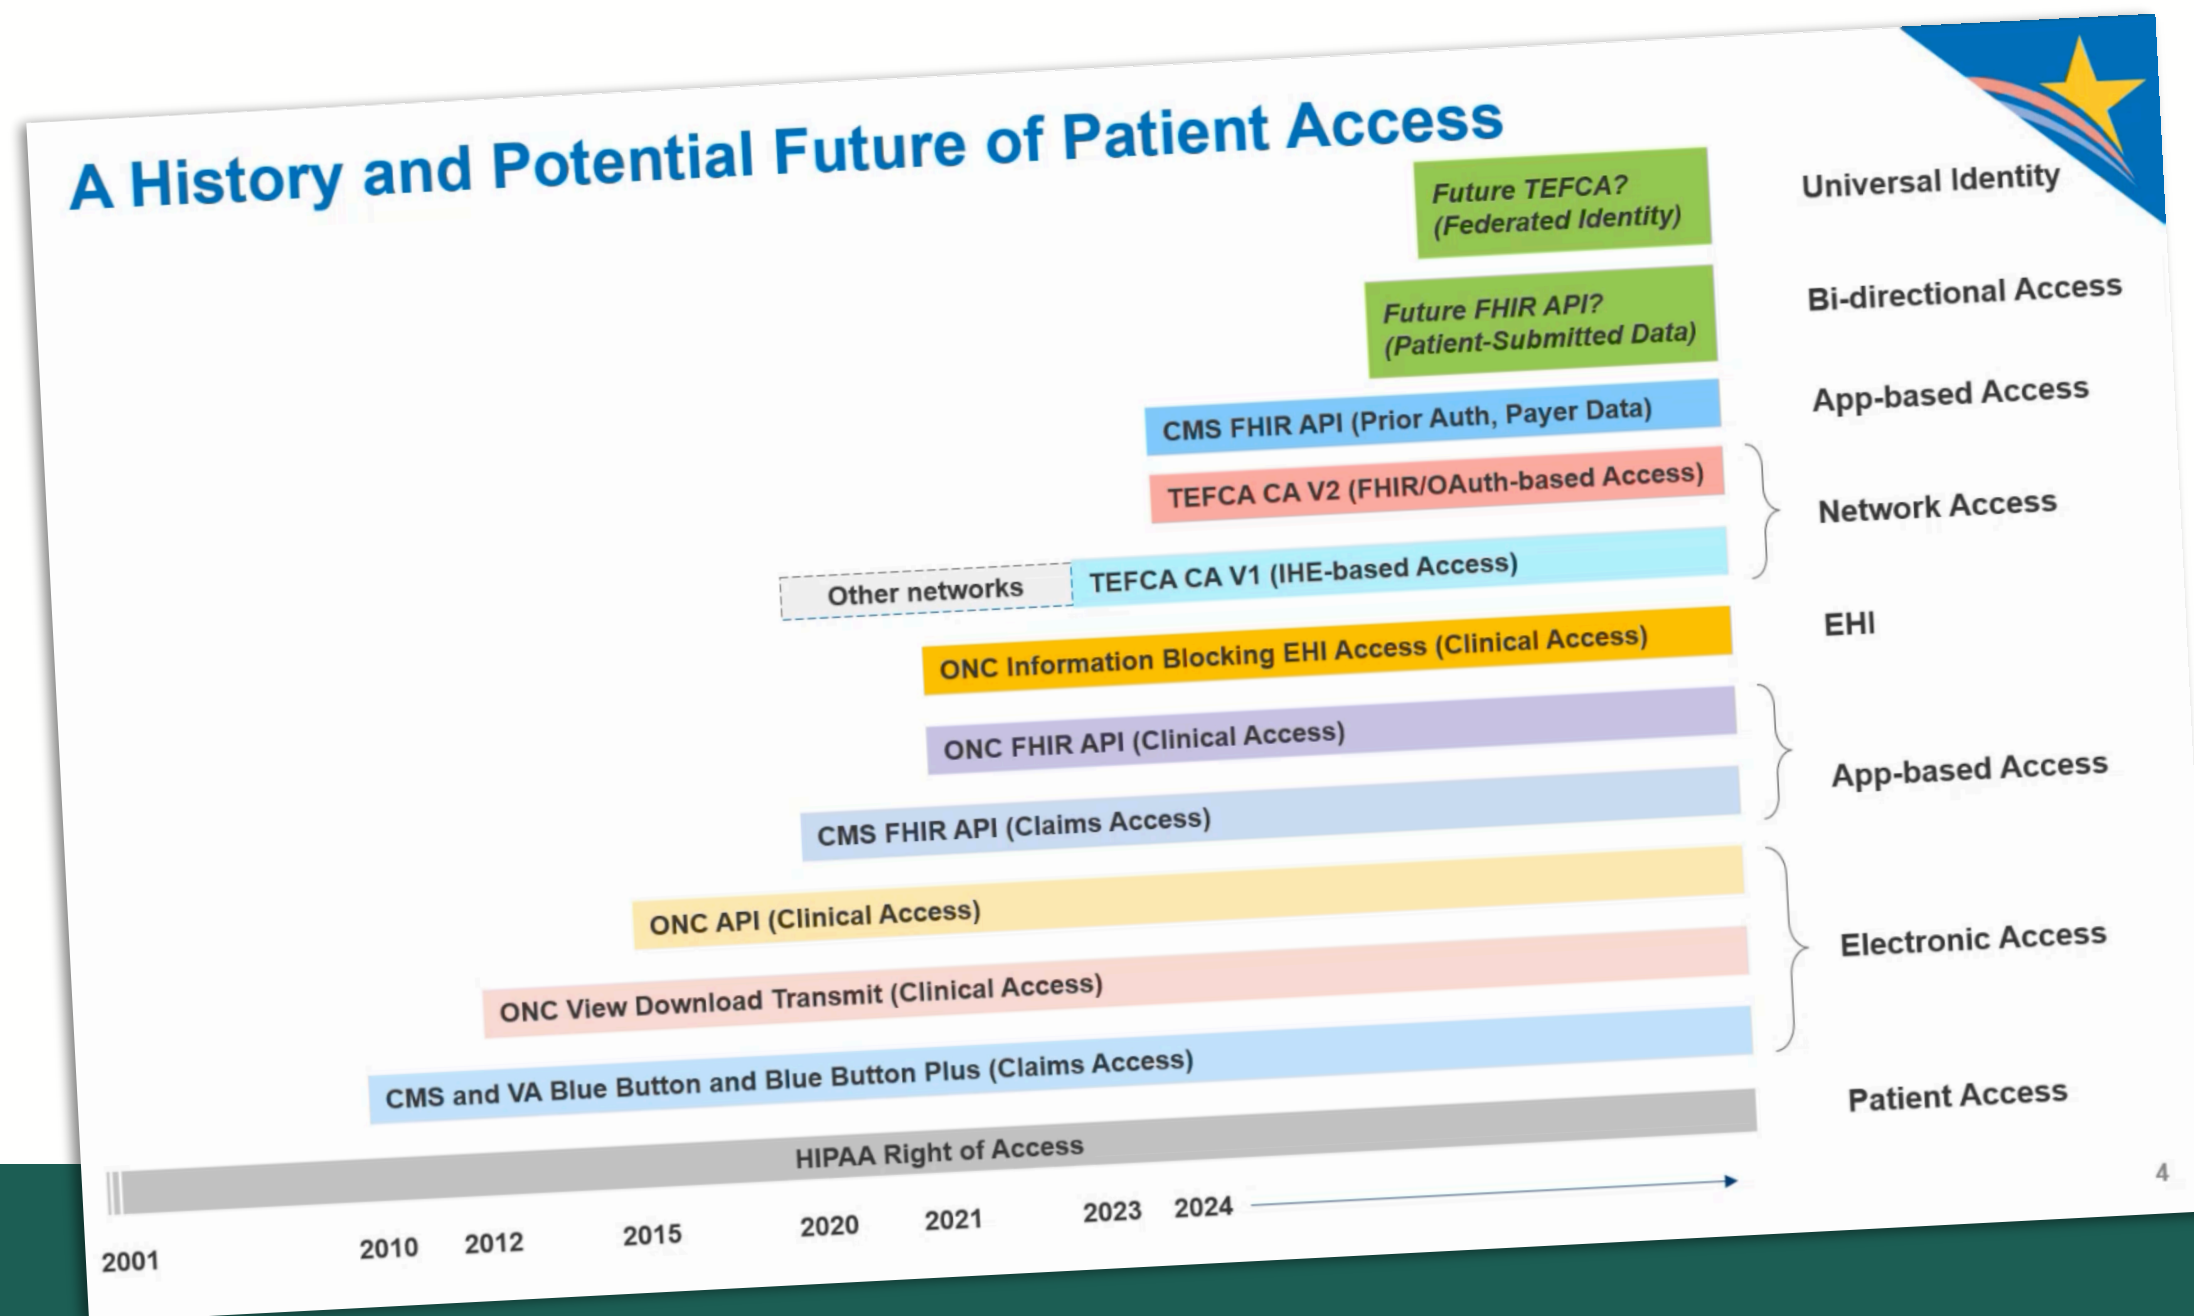 A History and Potential Future of Patient Access
Future TEFCA?
(Federated Identity)
Universal Identity
Future FHIR API?
(Patient-Submitted Data)
Bi-directional Access
CMS FHIR API (Prior Auth, Payer Data)
App-based Access
TEFCA CA V2 (FHIR/OAuth-based Access)
Network Access
Other networks
TEFCA CA V1 (IHE-based Access)
ONC Information Blocking EHI Access (Clinical Access)
EHI
ONC FHIR API (Clinical Access)
App-based Access
CMS FHIR API (Claims Access)
ONC API (Clinical Access)
Electronic Access
ONC View Download Transmit (Clinical Access)
CMS and VA Blue Button and Blue Button Plus (Claims Access)
Patient Access
HIPAA Right of Access
2001
2010
2012
2015
2020
2021
2023
2024
4